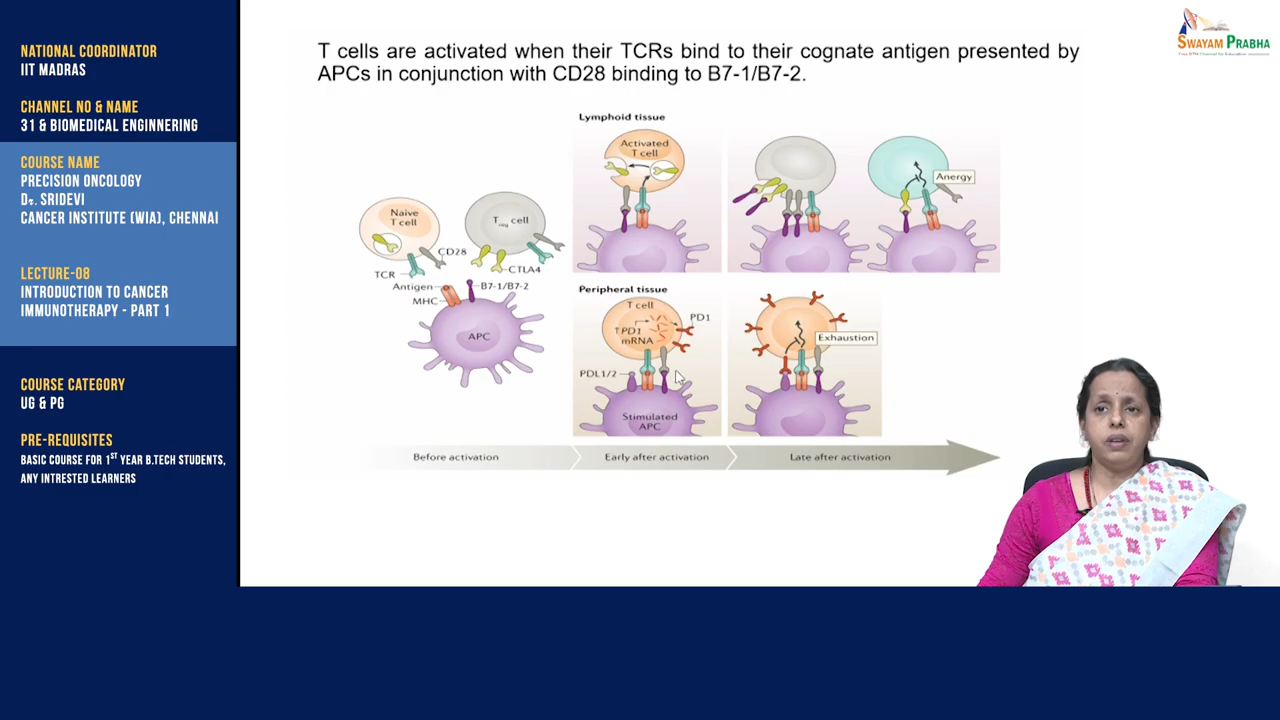 NATIONAL COORDINATOR
IIT MADRAS
CHANNEL NO & NAME
31 & BIOMEDICAL ENGINNERING
COURSE NAME
PRECISION ONCOLOGY
Dr. SRIDEVI
CANCER INSTITUTE (WIA), CHENNAI
LECTURE-08
INTRODUCTION TO CANCER
IMMUNOTHERAPY - PART 1
COURSE CATEGORY
UG & PG
PRE-REQUISITES
BASIC COURSE FOR 1ST YEAR B.TECH STUDENTS,
ANY INTRESTED LEARNERS
SWAYAM PRABHA
T cells are activated when their TCRs bind to their cognate antigen presented by
APCs in conjunction with CD28 binding to B7-1/B7-2.
Naive
T cell
Treg cell
CD28
TCR
CTLA4
Antigen
B7-1/B7-2
MHC
APC
Lymphoid tissue
Activated
T cell
Anergy
Peripheral tissue
T cell
PD1
↑PD1
mRNA
PDL1/2
Stimulated
APC
Exhaustion
Before activation
Early after activation
Late after activation